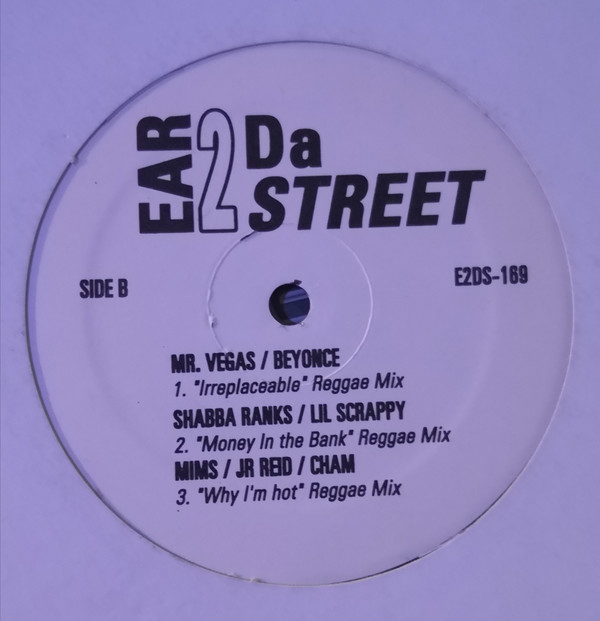 EAR 2 Da
STREET
SIDE B
E2DS-169
MR. VEGAS / BEYONCE
1. "Irreplaceable" Reggae Mix
SHABBA RANKS / LIL SCRAPPY
2. "Money In the Bank" Reggae Mix
MIMS / JR REID / CHAM
3. "Why I'm hot" Reggae Mix